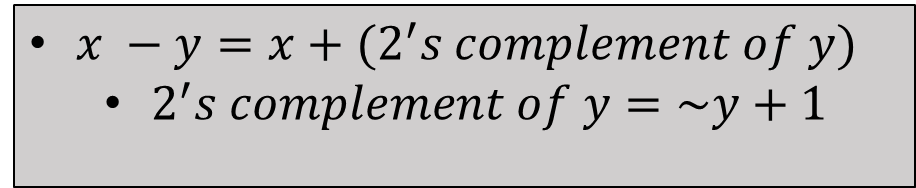 • x − y = x + (2's complement of y)
• 2's complement of y = ~y + 1